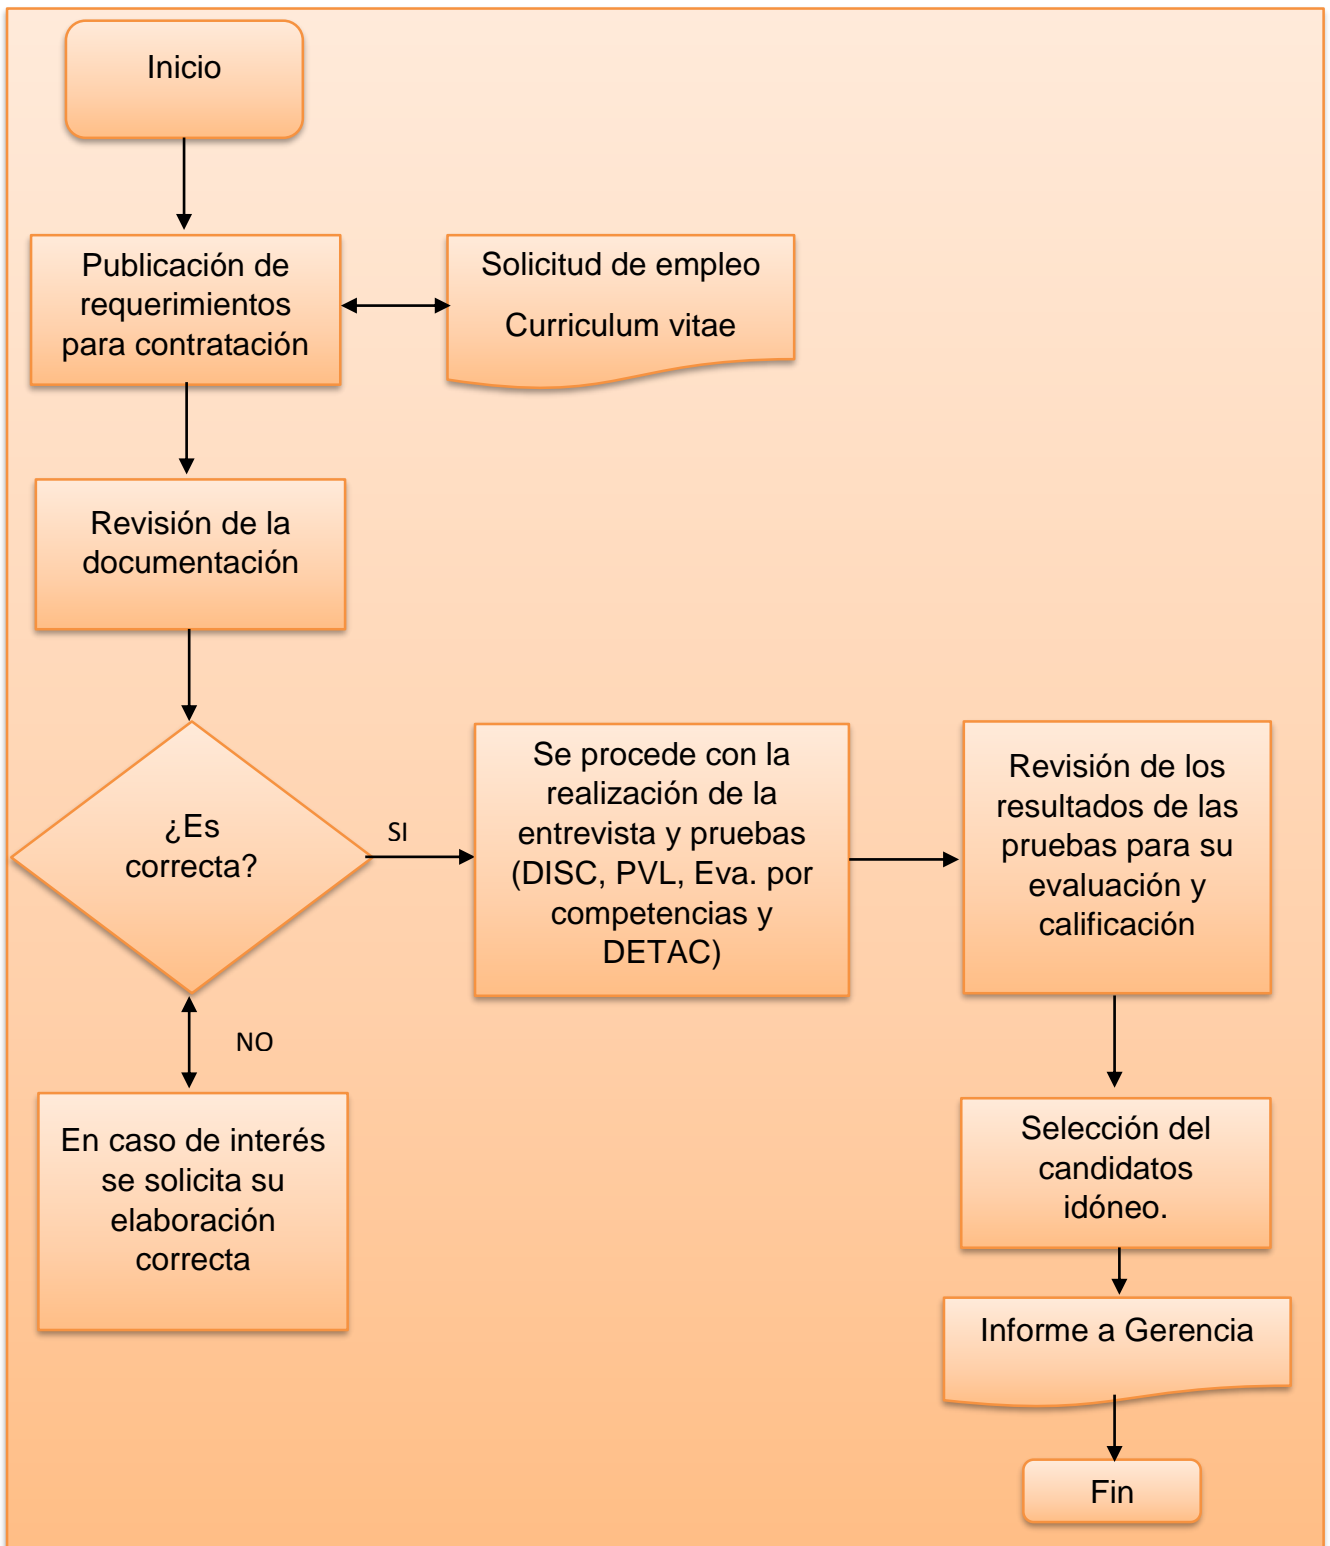 Inicio
Publicación de
requerimientos
para contratación
Solicitud de empleo
Curriculum vitae
Revisión de la
documentación
¿Es
correcta?
SI
Se procede con la
realización de la
entrevista y pruebas
(DISC, PVL, Eva. por
competencias y
DETAC)
Revisión de los
resultados de las
pruebas para su
evaluación y
calificación
NO
En caso de interés
se solicita su
elaboración
correcta
Selección del
candidatos
idóneo.
Informe a Gerencia
Fin